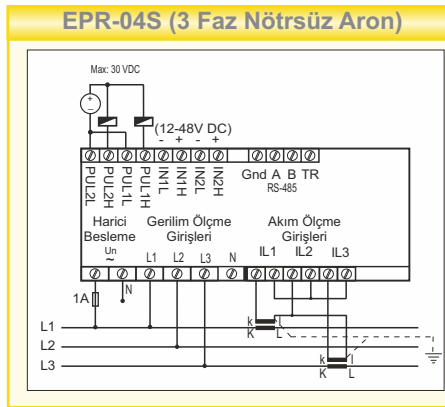 EPR-04S (3 Faz Nötrsüz Aron)
Max: 30 VDC
+
-
(12-48V DC)
- + - +
PUL2L PUL2H PUL1L PUL1H IN1L IN1H IN2L IN2H
Gnd A B TR
RS-485
Harici Besleme
Un
~
Gerilim Ölçme Girişleri
L1 L2 L3 N
Akım Ölçme Girişleri
IL1 IL2 IL3
1A
N
L1
k l
K L
L2
L3
k l
K L